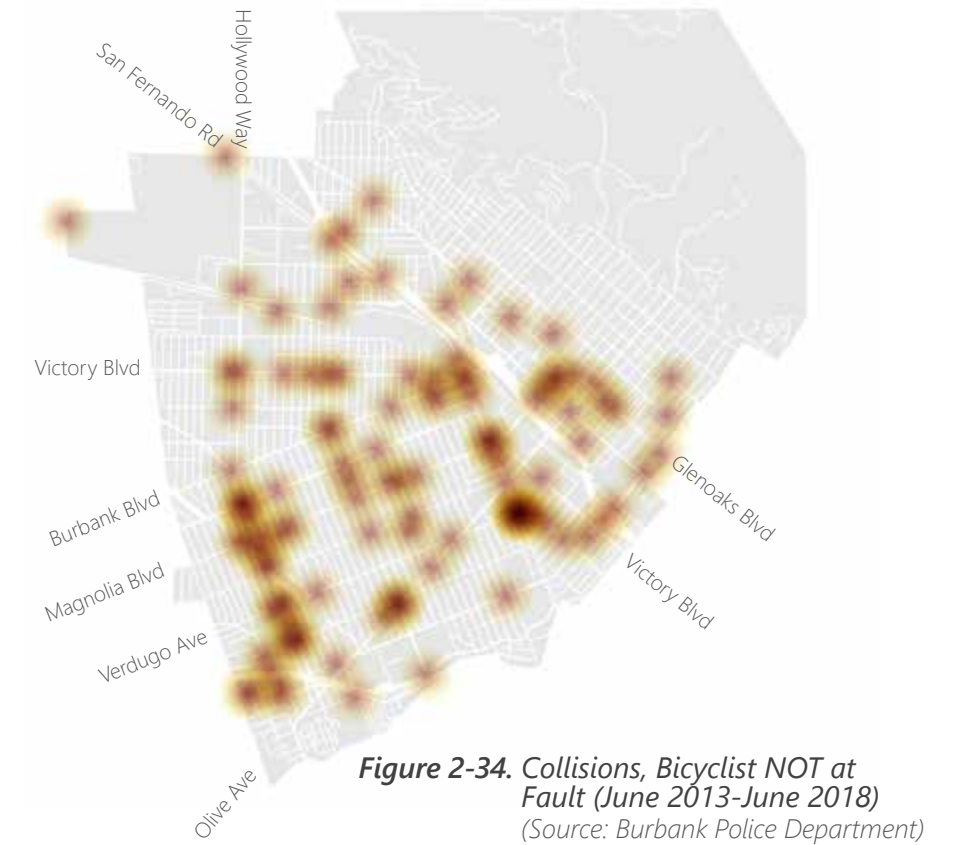 Hollywood Way
San Fernando Rd
Victory Blvd
Burbank Blvd
Magnolia Blvd
Verdugo Ave
Olive Ave
Glenoaks Blvd
Victory Blvd
Figure 2-34. Collisions, Bicyclist NOT at
Fault (June 2013-June 2018)
(Source: Burbank Police Department)